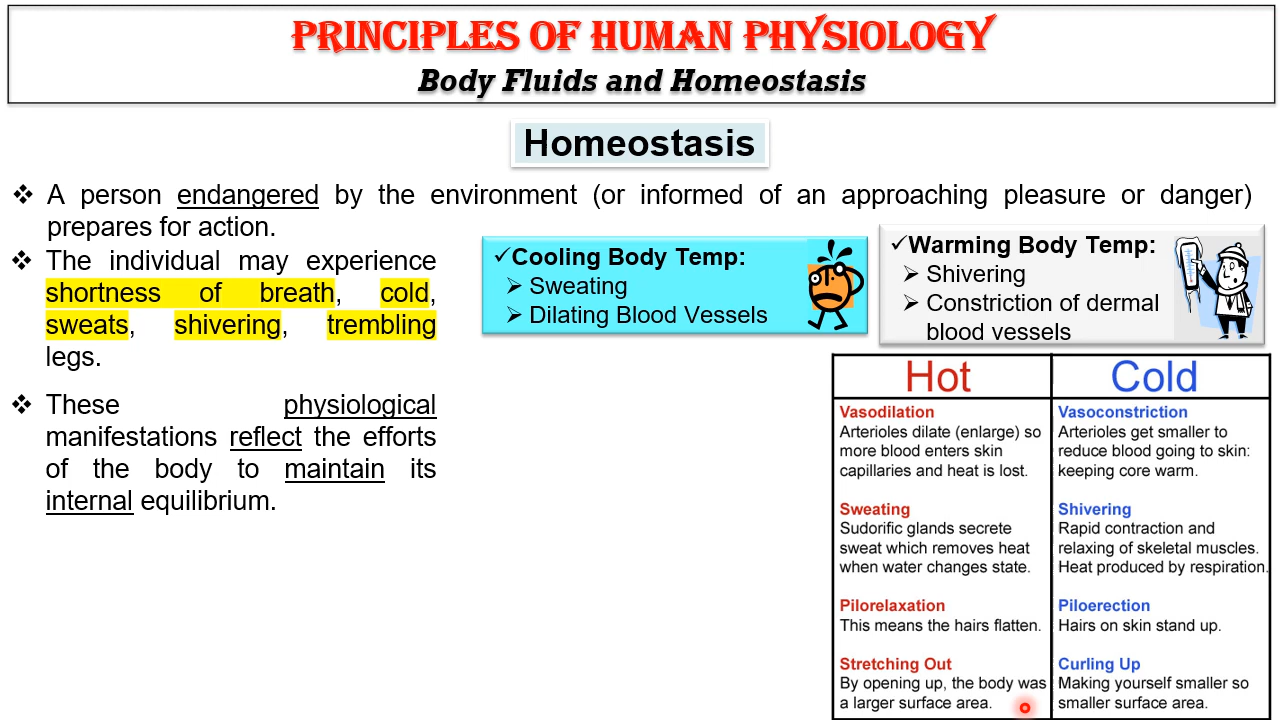 PRINCIPLES OF HUMAN PHYSIOLOGY
Body Fluids and Homeostasis
Homeostasis
❖ A person endangered by the environment (or informed of an approaching pleasure or danger)
prepares for action.
❖ The individual may experience
shortness of breath, cold,
sweats, shivering, trembling
legs.
❖ These physiological
manifestations reflect the efforts
of the body to maintain its
internal equilibrium.
✓Cooling Body Temp:
➢ Sweating
➢ Dilating Blood Vessels
✓Warming Body Temp:
➢ Shivering
➢ Constriction of dermal
blood vessels
Hot
Vasodilation
Arterioles dilate (enlarge) so
more blood enters skin
capillaries and heat is lost.
Sweating
Sudorific glands secrete
sweat which removes heat
when water changes state.
Pilorelaxation
This means the hairs flatten.
Stretching Out
By opening up, the body was
a larger surface area.
Cold
Vasoconstriction
Arterioles get smaller to
reduce blood going to skin:
keeping core warm.
Shivering
Rapid contraction and
relaxing of skeletal muscles.
Heat produced by respiration.
Piloerection
Hairs on skin stand up.
Curling Up
Making yourself smaller so
smaller surface area.